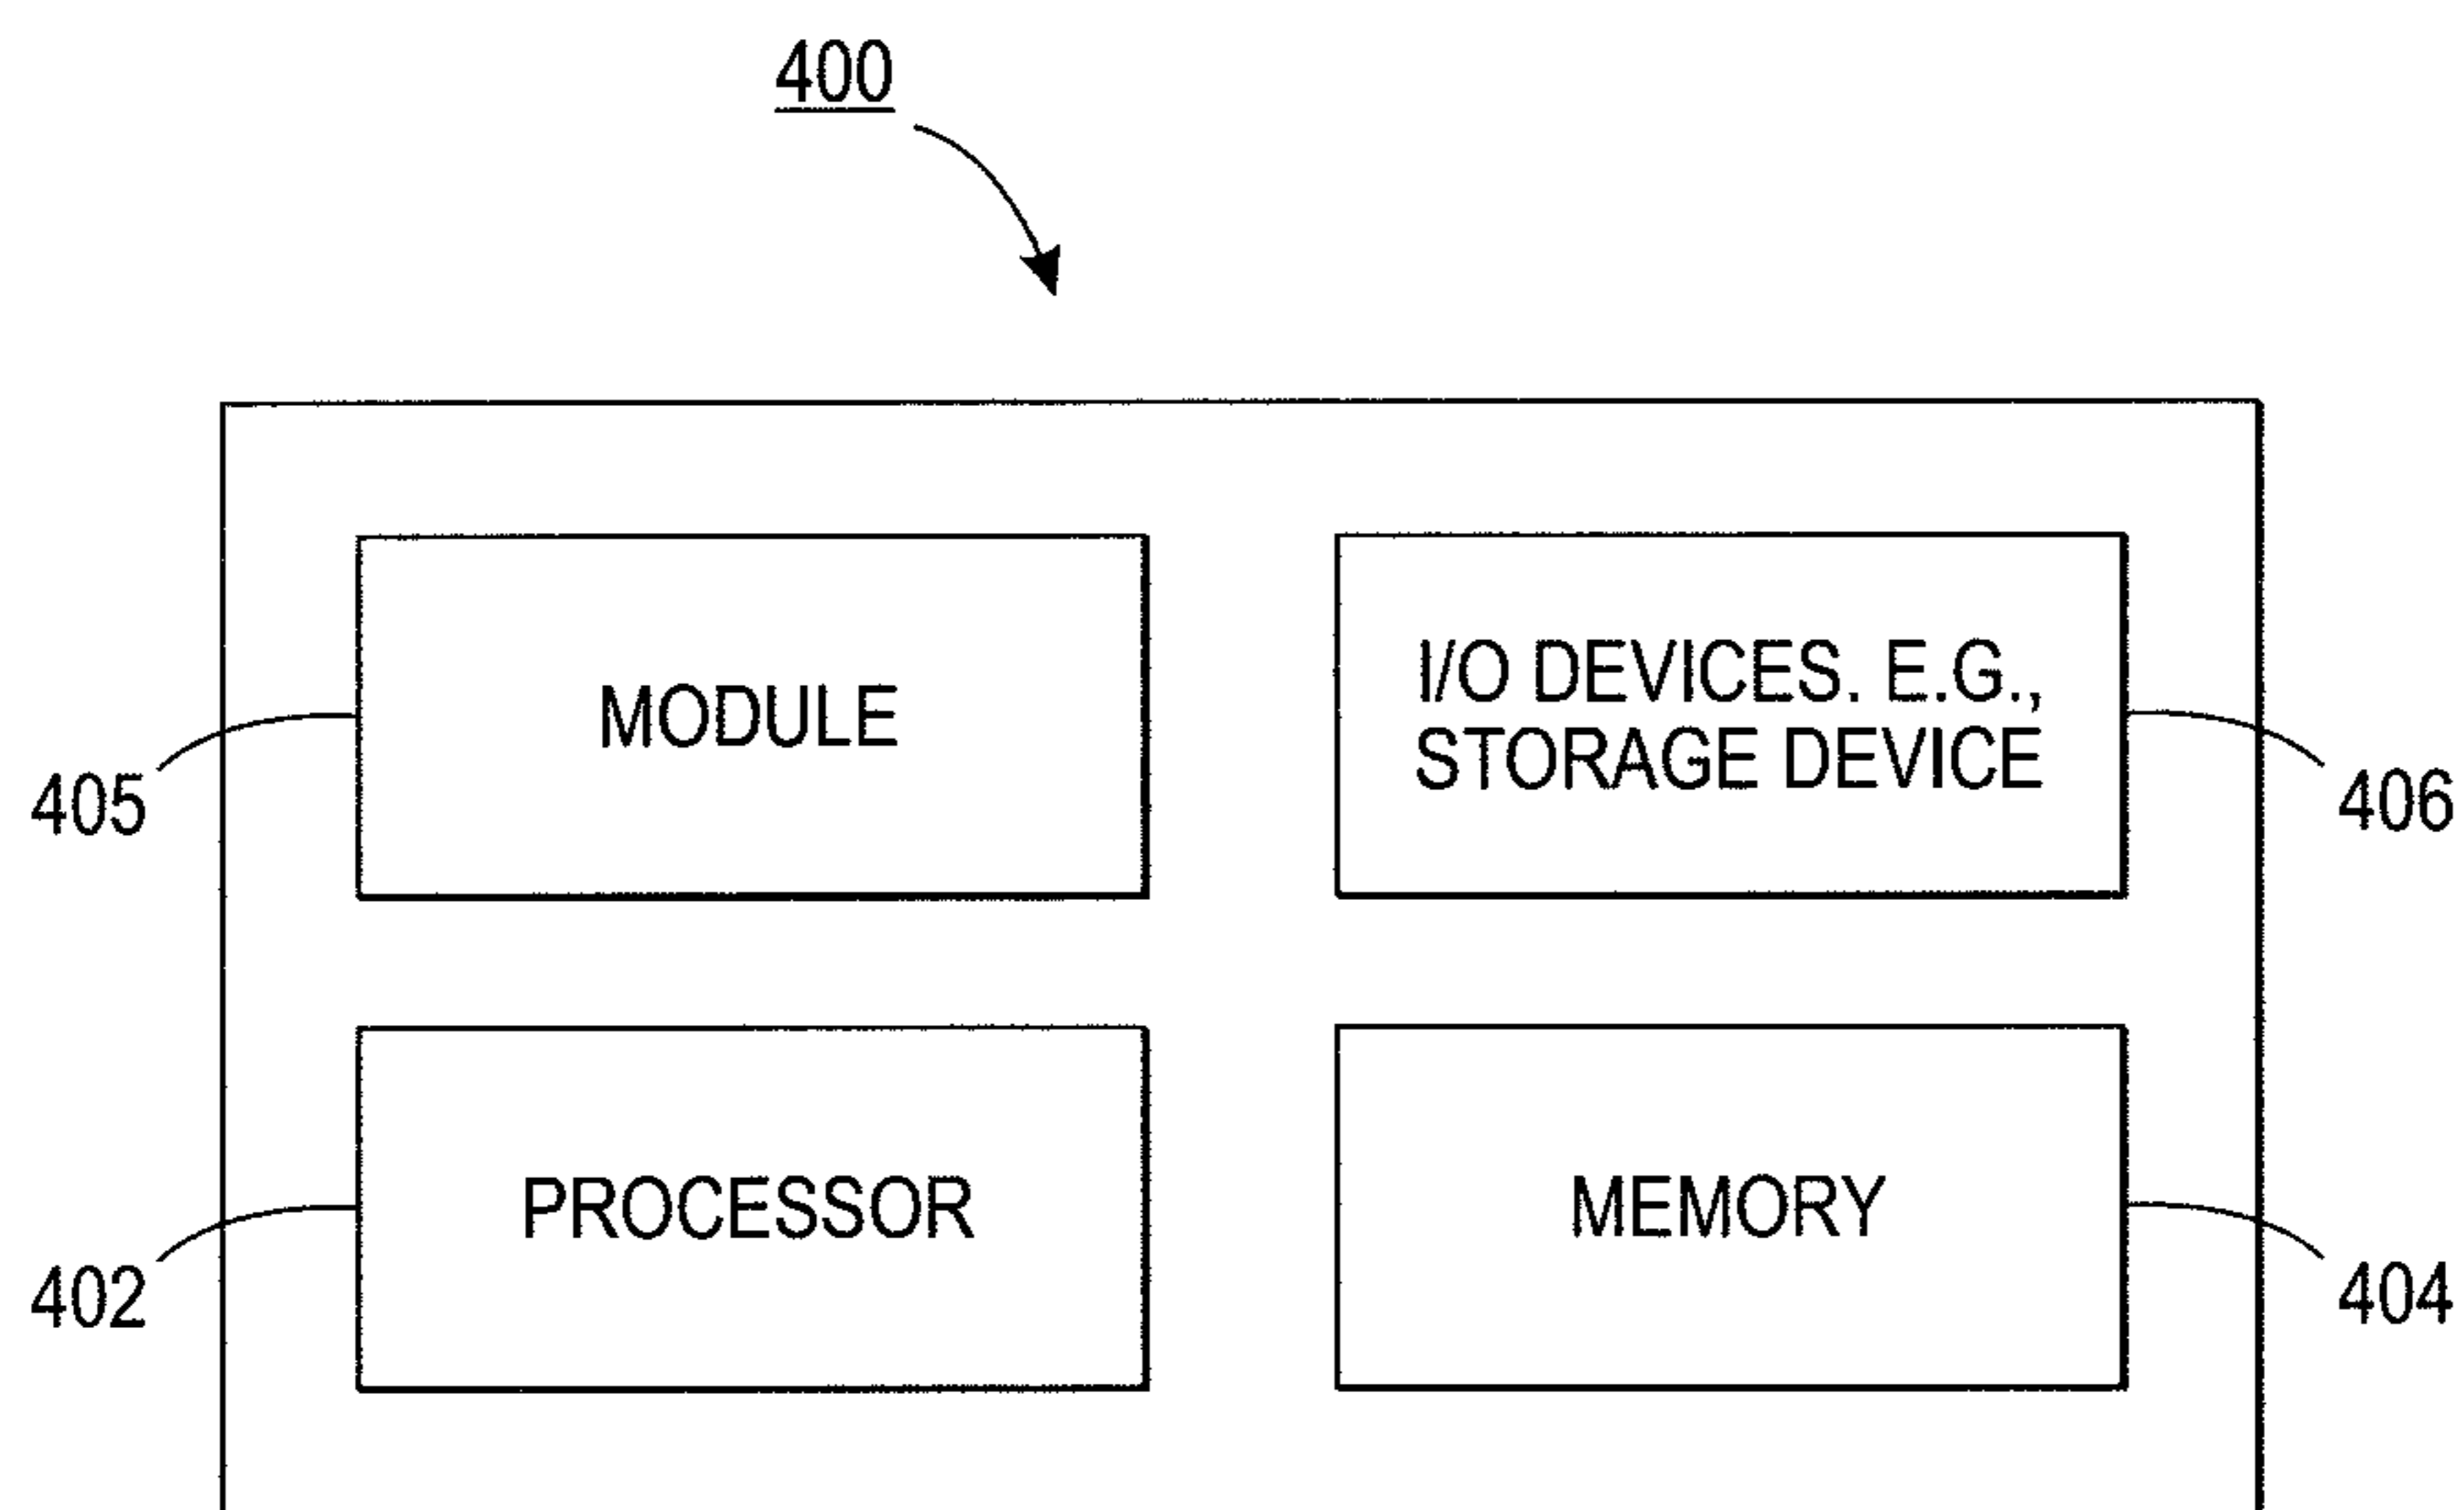 400
MODULE
I/O DEVICES. E.G.,
STORAGE DEVICE
405
406
PROCESSOR
MEMORY
402
404